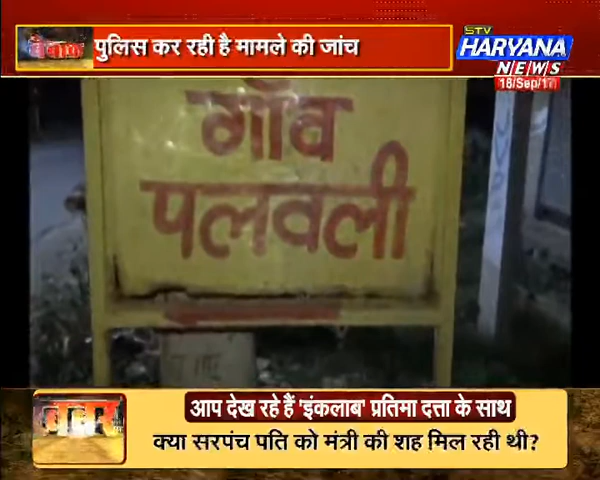 बेबाक
पुलिस कर रही है मामले की जांच
STV
HARYANA
NEWS
18/Sep/17
गाँव
पलवली
आप देख रहे हैं 'इंकलाब' प्रतिमा दत्ता के साथ
क्या सरपंच पति को मंत्री की शह मिल रही थी?